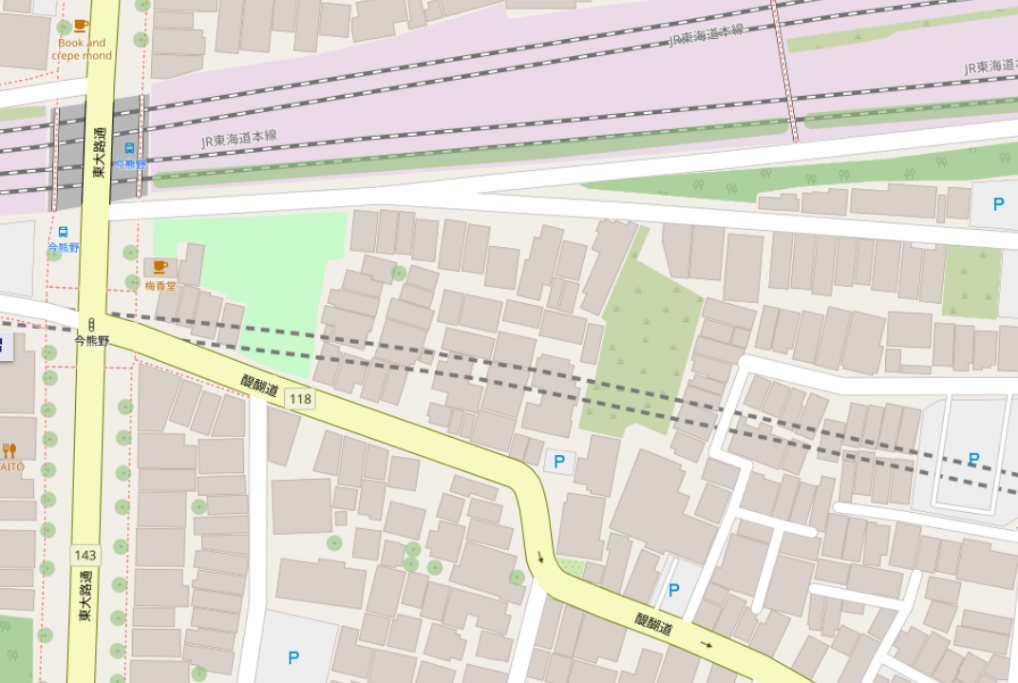 Book and
crêpe mond
JR東海道本線
JR東海道本
JR東海道本線
東大路通
今熊野
P
今熊野
梅香堂
今熊野
醍醐道
118
P
P
AITO
143
東大路通
P
醍醐道
P